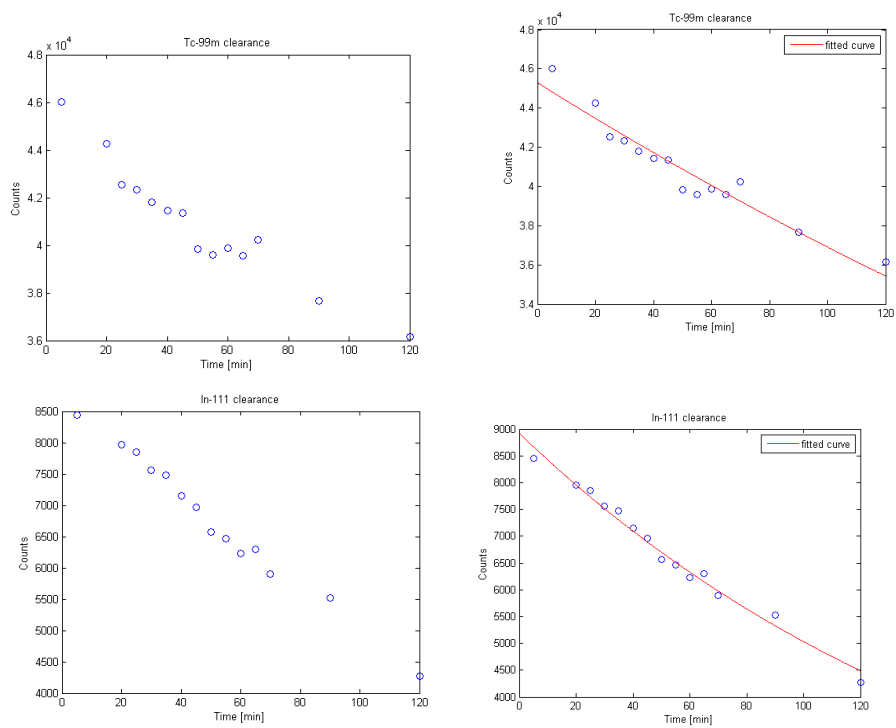 Tc-99m clearance
x 10⁴
4.8
4.6
4.4
4.2
4
3.8
3.6
Counts
0 20 40 60 80 100 120
Time [min]
Tc-99m clearance
x 10⁴
4.8
4.6
4.4
4.2
4
3.8
3.6
3.4
Counts
fitted curve
0 20 40 60 80 100 120
Time [min]
In-111 clearance
8500
8000
7500
7000
6500
6000
5500
5000
4500
4000
Counts
0 20 40 60 80 100 120
Time [min]
In-111 clearance
9000
8500
8000
7500
7000
6500
6000
5500
5000
4500
4000
Counts
fitted curve
0 20 40 60 80 100 120
Time [min]